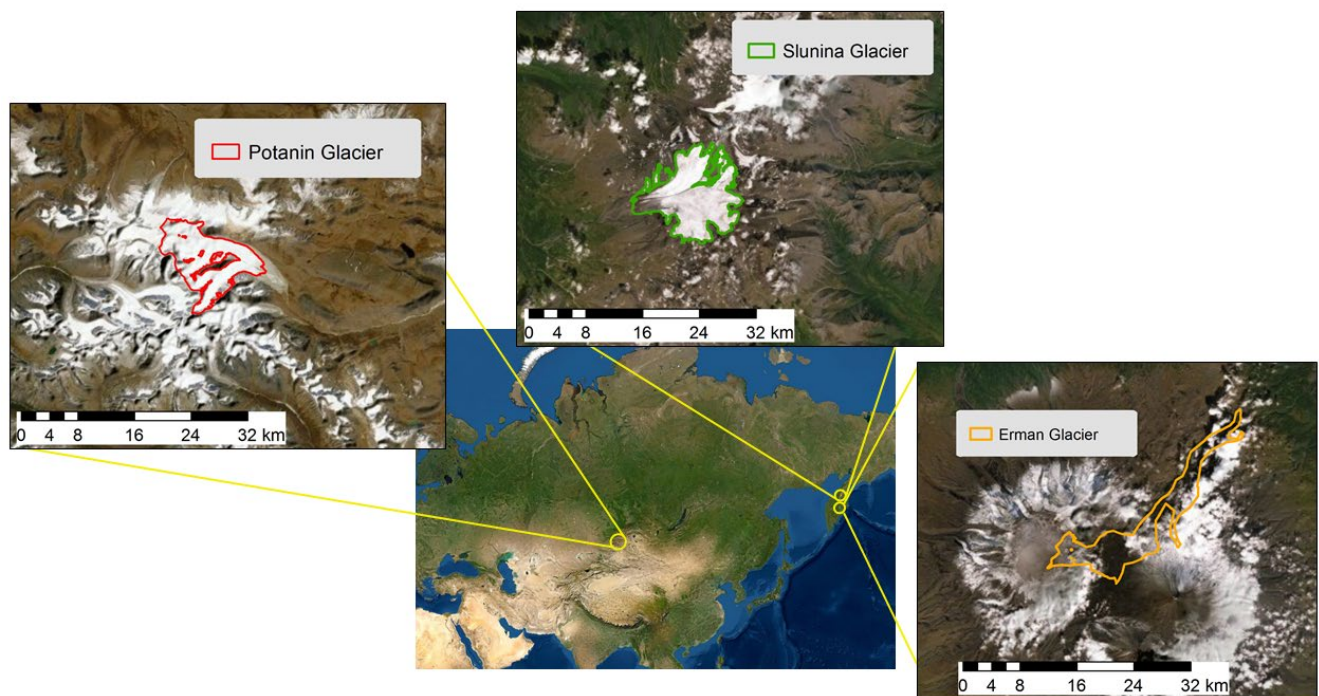 Slunina Glacier
0 4 8 16 24 32 km
Potanin Glacier
0 4 8 16 24 32 km
Erman Glacier
0 4 8 16 24 32 km